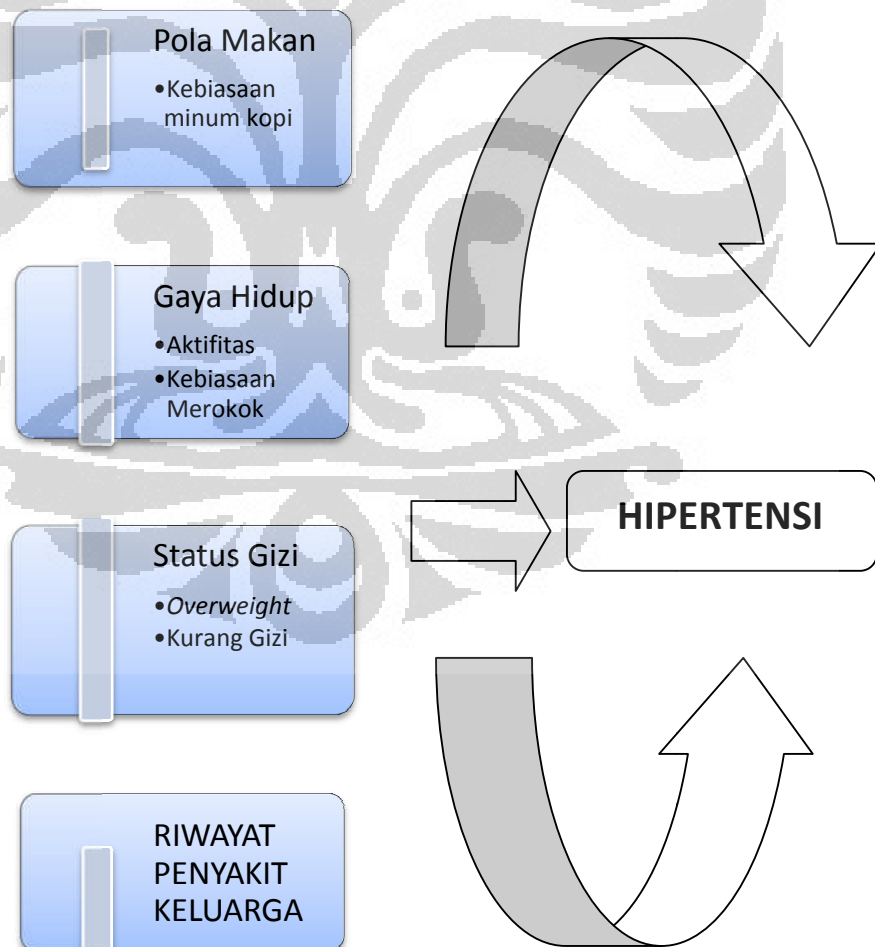 Pola Makan
•Kebiasaan
minum kopi
Gaya Hidup
•Aktifitas
•Kebiasaan
Merokok
HIPERTENSI
Status Gizi
•Overweight
•Kurang Gizi
RIWAYAT
PENYAKIT
KELUARGA